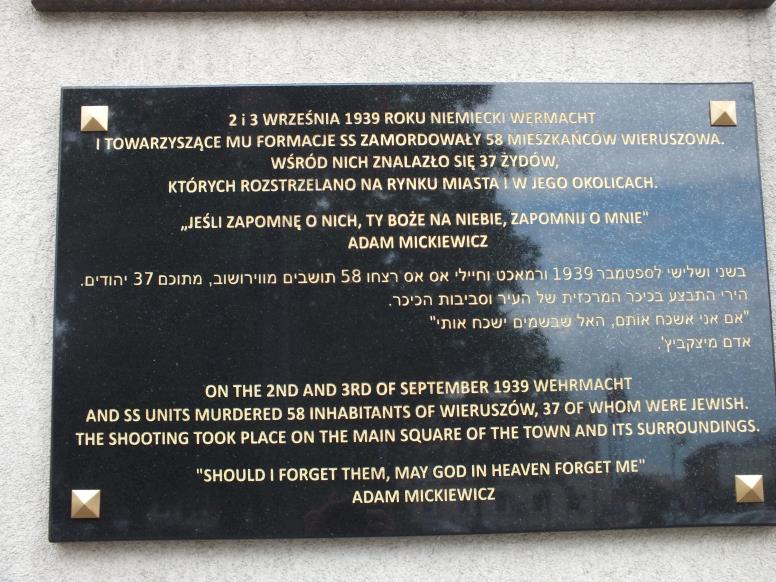 2 i 3 WRZEŚNIA 1939 ROKU NIEMIECKI WERMACHT
I TOWARZYSZĄCE MU FORMACJE SS ZAMORDOWAŁY 58 MIESZKAŃCÓW WIERUSZOWA.
WŚRÓD NICH ZNALAZŁO SIĘ 37 ŻYDÓW,
KTÓRYCH ROZSTRZELANO NA RYNKU MIASTA I W JEGO OKOLICACH.
„JEŚLI ZAPOMNĘ O NICH, TY BOŻE NA NIEBIE, ZAPOMNIJ O MNIE"
ADAM MICKIEWICZ
בשני ושלישי לספטמבר 1939 ורמאכט וחיילי אס אס רצחו 58 תושבים מווירושוב, מתוכם 37 יהודים.
הירי התבצע בכיכר המרכזית של העיר וסביבות הכיכר.
"אם אני אשכח אותם, האל שבשמים ישכח אותי"
אדם מיצקביץ'.
ON THE 2ND AND 3RD OF SEPTEMBER 1939 WEHRMACHT
AND SS UNITS MURDERED 58 INHABITANTS OF WIERUSZÓW, 37 OF WHOM WERE JEWISH.
THE SHOOTING TOOK PLACE ON THE MAIN SQUARE OF THE TOWN AND ITS SURROUNDINGS.
"SHOULD I FORGET THEM, MAY GOD IN HEAVEN FORGET ME"
ADAM MICKIEWICZ